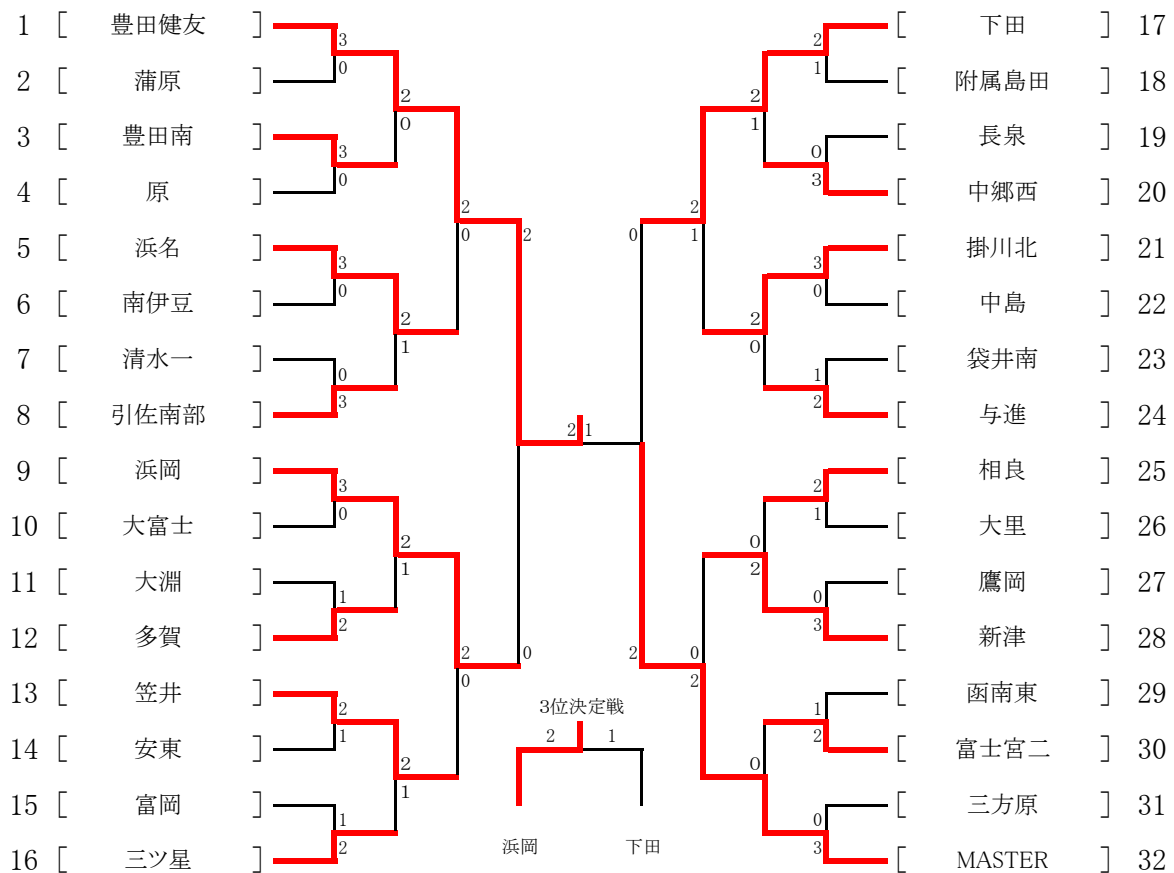 1 [ 豊田健友 ] 3 2 [ 下田 ] 17
2 [ 蒲原 ] 0 2 2 1 [ 附属島田 ] 18
3 [ 豊田南 ] 3 0 1 0 [ 長泉 ] 19
4 [ 原 ] 0 2 2 3 [ 中郷西 ] 20
5 [ 浜名 ] 3 0 2 0 1 3 [ 掛川北 ] 21
6 [ 南伊豆 ] 0 2 2 0 [ 中島 ] 22
7 [ 清水一 ] 0 1 0 1 [ 袋井南 ] 23
8 [ 引佐南部 ] 3 2 1 2 [ 与進 ] 24
9 [ 浜岡 ] 3 2 [ 相良 ] 25
10 [ 大富士 ] 0 2 0 1 [ 大里 ] 26
11 [ 大淵 ] 1 1 2 0 [ 鷹岡 ] 27
12 [ 多賀 ] 2 2 0 2 0 3 [ 新津 ] 28
13 [ 笠井 ] 2 0 3位決定戦 2 1 [ 函南東 ] 29
14 [ 安東 ] 1 2 2 1 0 2 [ 富士宮二 ] 30
15 [ 富岡 ] 1 1 0 [ 三方原 ] 31
16 [ 三ツ星 ] 2 浜岡 下田 3 [ MASTER ] 32